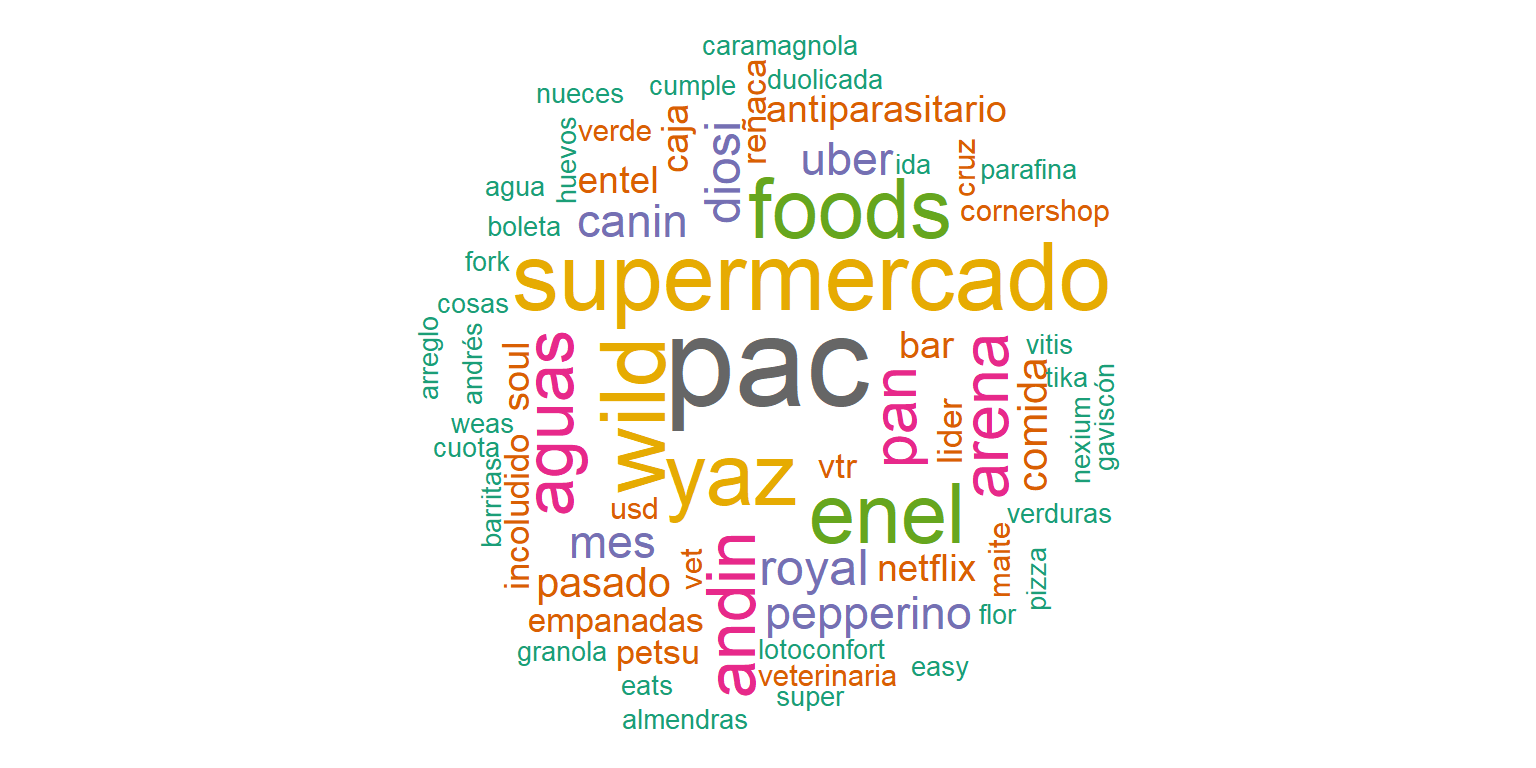 caramagnola
cumple
duolicada
nueces
reñaca
antiparasitario
verde
caja
diosi
huevos
uber
ida
cruz
parafina
agua
entel
canin
foods
cornershop
boleta
fork
supermercado
cosas
arreglo
andrés
soul
aguas
wild
pac
bar
pan
arena
vitis
comida
tika
lider
nexium
gaviscón
weas
cuota
barritas
incoludido
yaz
vtr
usd
enel
verduras
mes
vet
andin
royal
netflix
maite
pizza
pasado
pepperino
flor
empanadas
granola
petsu
lotoconfort
veterinaria
easy
eats
super
almendras